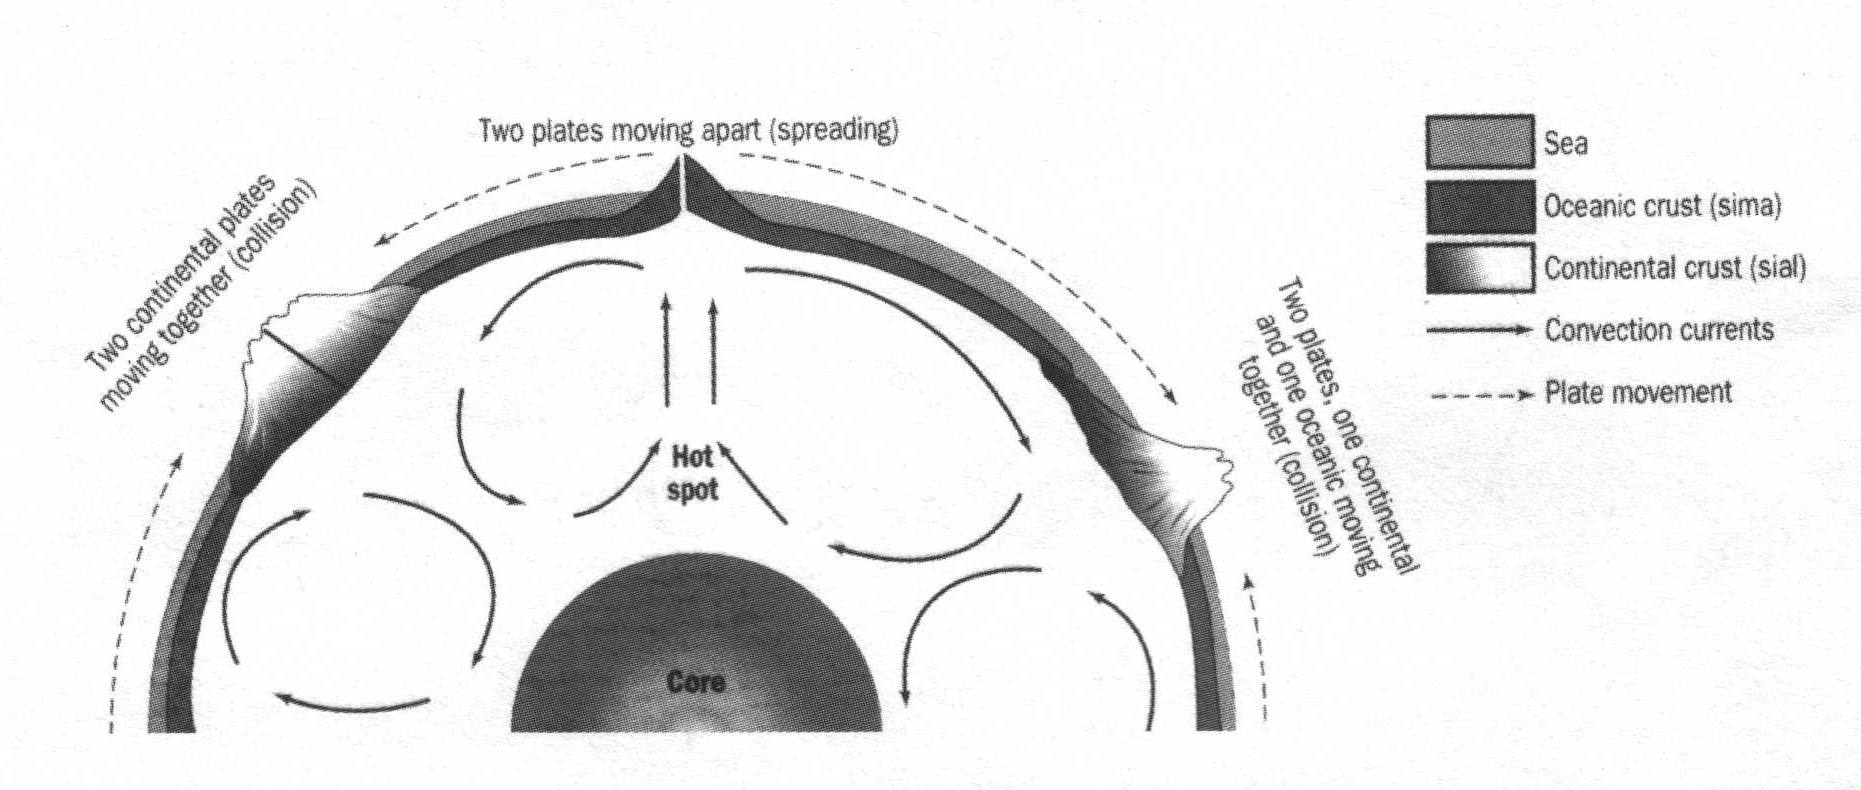 Two plates moving apart (spreading)
Two continental plates
moving together (collision)
Two plates, one continental
and one oceanic moving
together (collision)
Hot
spot
Core
Sea
Oceanic crust (sima)
Continental crust (sial)
Convection currents
Plate movement